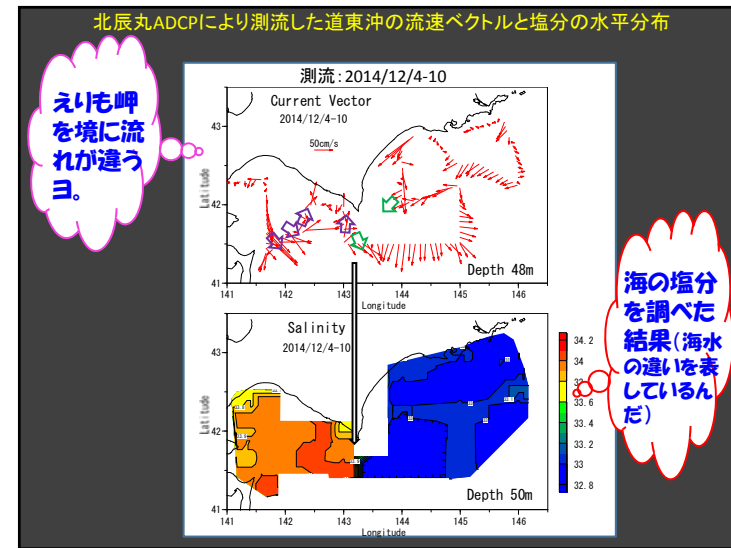 北辰丸ADCPにより測流した道東沖の流速ベクトルと塩分の水平分布
えりも岬
を境に流
れが違う
ヨ。
測流:2014/12/4-10
Current Vector
2014/12/4-10
50cm/s
43
42
41
Latitude
Depth 48m
141 142 143 144 145 146
Longitude
海の塩分
を調べた
結果(海水
の違いを表
しているん
だ)
Salinity
2014/12/4-10
43
42
41
Latitude
Depth 50m
141 142 143 144 145 146
Longitude
34.2
34
33.6
33.4
33.2
33
32.8